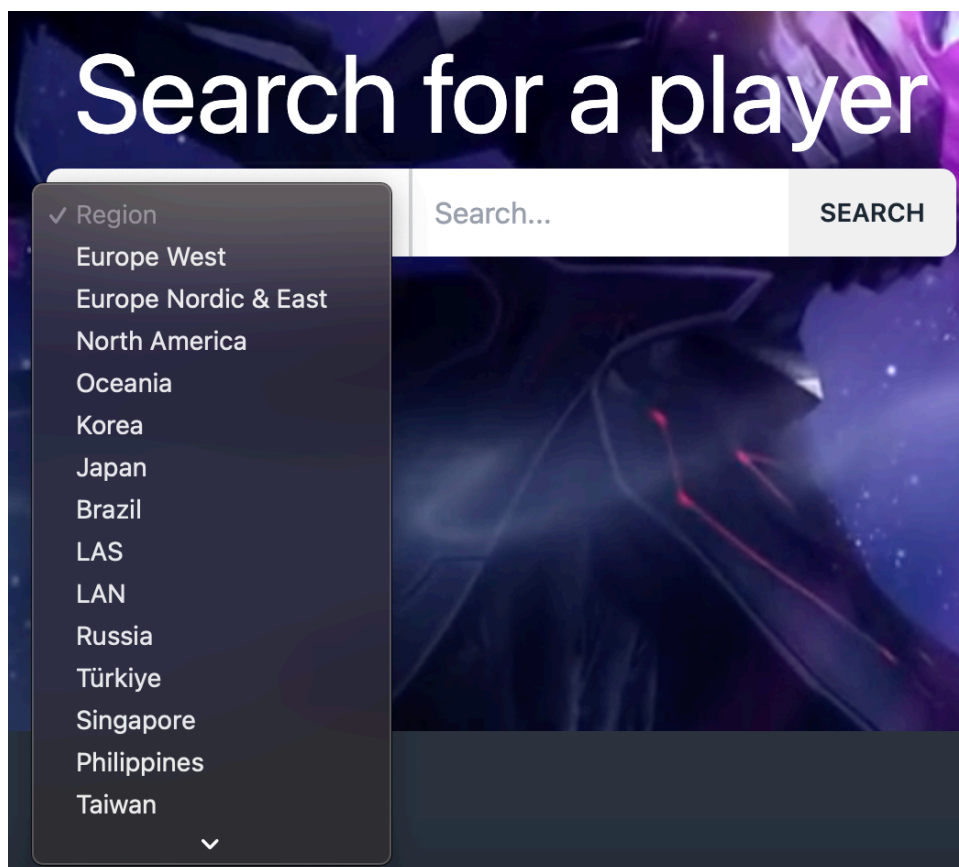 Search for a player
Region
Search...
SEARCH
Europe West
Europe Nordic & East
North America
Oceania
Korea
Japan
Brazil
LAS
LAN
Russia
Türkiye
Singapore
Philippines
Taiwan